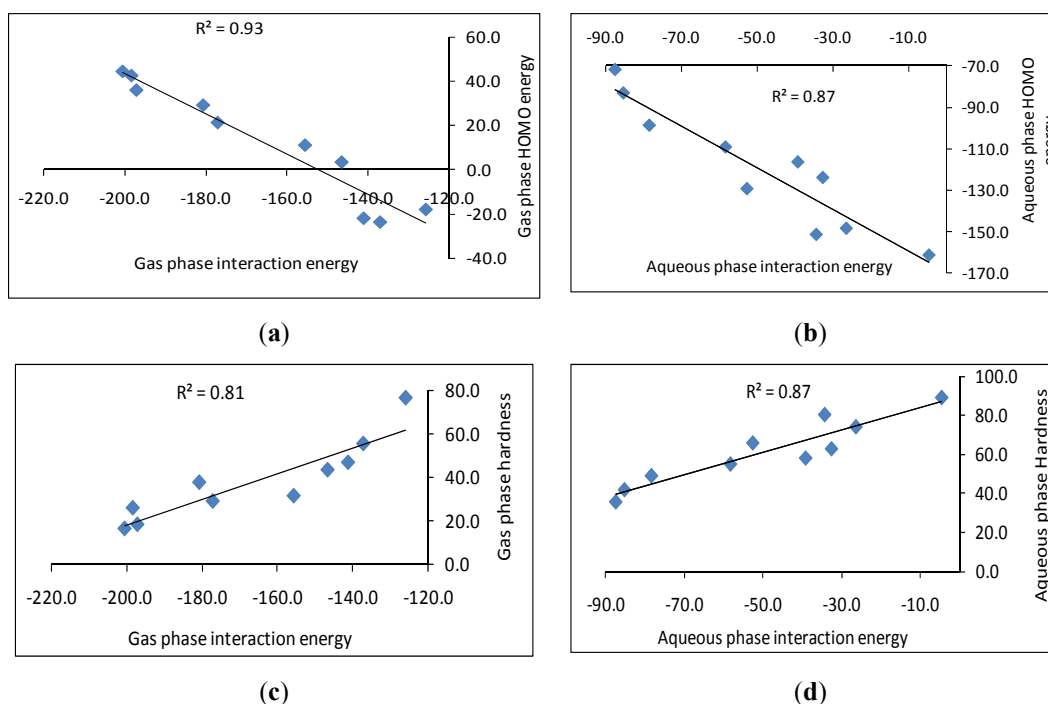 R² = 0.93
60.0
40.0
20.0
0.0
-20.0
-40.0
-220.0 -200.0 -180.0 -160.0 -140.0 -120.0
Gas phase interaction energy
Gas phase HOMO energy
(a)
-90.0 -70.0 -50.0 -30.0 -10.0
R² = 0.87
-70.0
-90.0
-110.0
-130.0
-150.0
-170.0
Aqueous phase interaction energy
Aqueous phase HOMO
energy
(b)
R² = 0.81
80.0
60.0
40.0
20.0
0.0
-220.0 -200.0 -180.0 -160.0 -140.0 -120.0
Gas phase interaction energy
Gas phase hardness
(c)
R² = 0.87
100.0
80.0
60.0
40.0
20.0
0.0
-90.0 -70.0 -50.0 -30.0 -10.0
Aqueous phase interaction energy
Aqueous phase Hardness
(d)